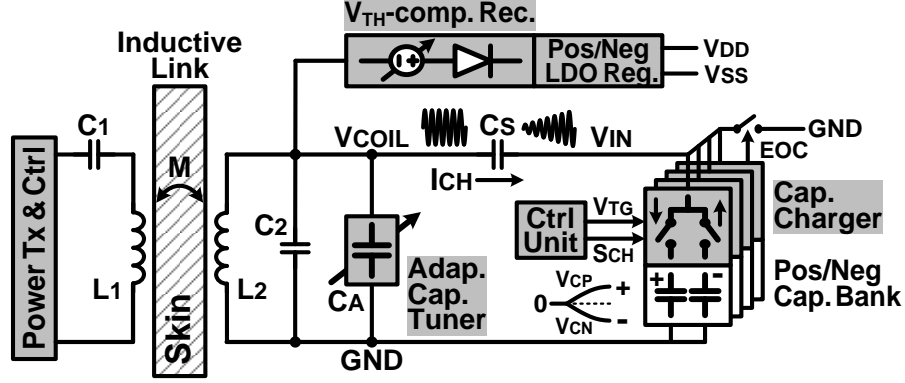 VTH-comp. Rec.
Inductive
Link
Pos/Neg
LDO Reg.
VDD
VSS
C1
VCOIL
CS
VIN
GND
EOC
Power Tx & Ctrl
M
ICH
Cap.
Charger
Ctrl
Unit
VTG
SCH
C2
L1
L2
Skin
CA
Adap.
Cap.
Tuner
VCP
+
0
VCN
-
+
-
Pos/Neg
Cap. Bank
GND